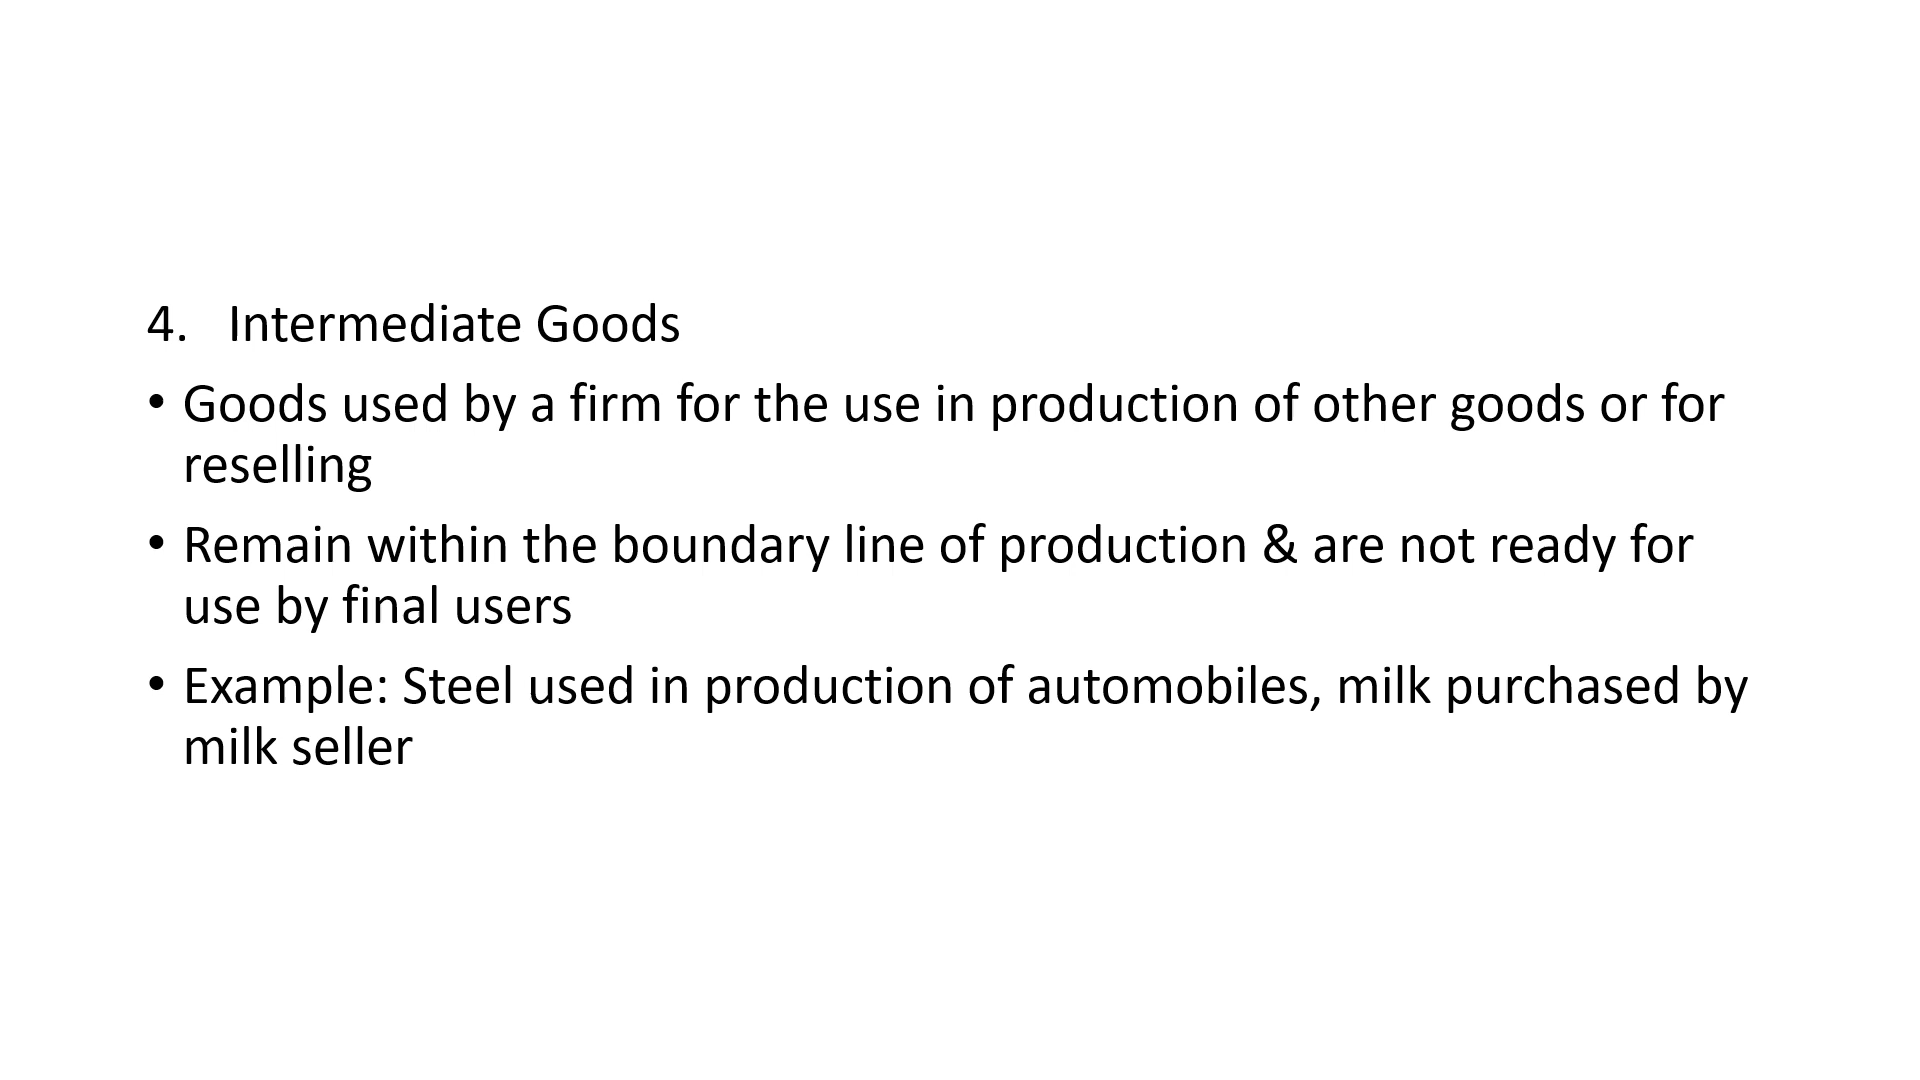 4. Intermediate Goods
• Goods used by a firm for the use in production of other goods or for
reselling
• Remain within the boundary line of production & are not ready for
use by final users
• Example: Steel used in production of automobiles, milk purchased by
milk seller